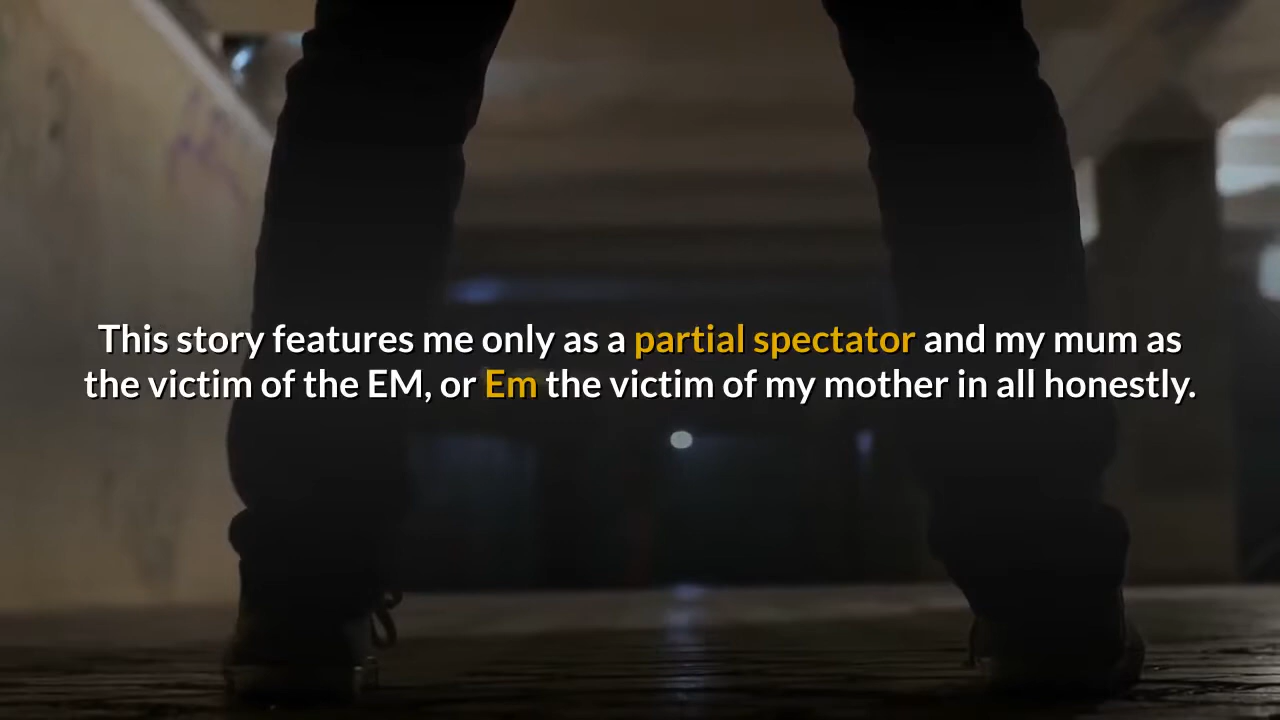 This story features me only as a partial spectator and my mum as
the victim of the EM, or Em the victim of my mother in all honestly.